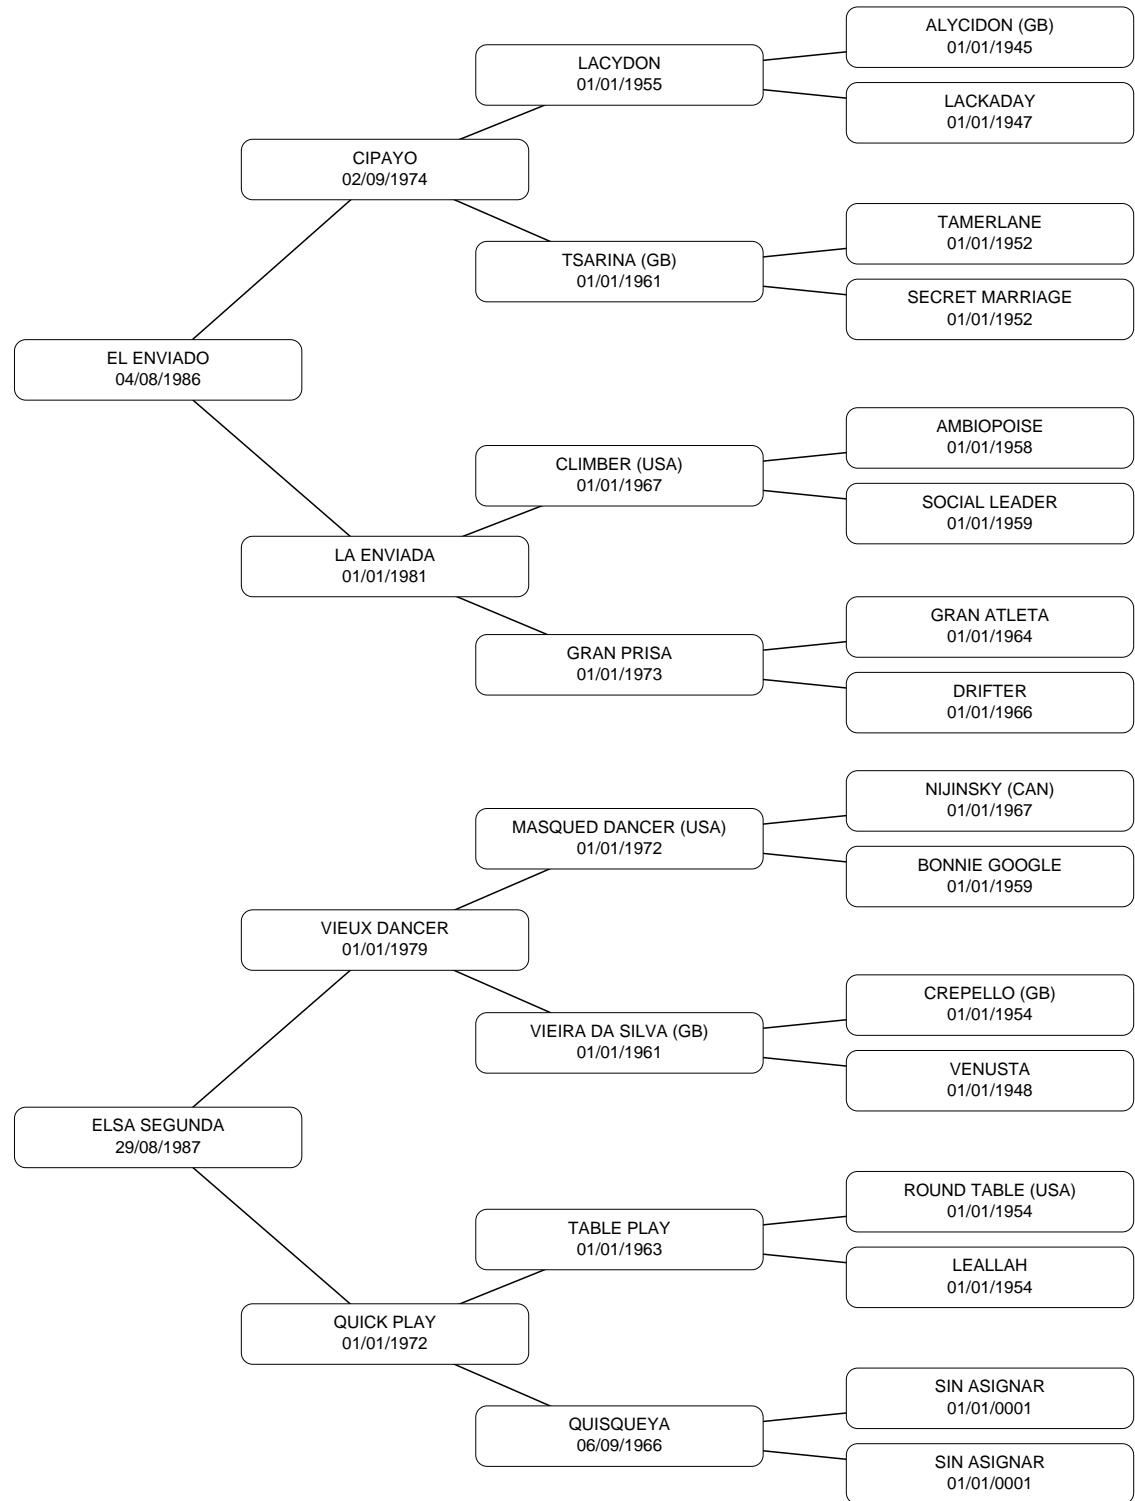 ALYCIDON (GB)
01/01/1945
LACYDON
01/01/1955
LACKADAY
01/01/1947
CIPAYO
02/09/1974
TAMERLANE
01/01/1952
TSARINA (GB)
01/01/1961
SECRET MARRIAGE
01/01/1952
EL ENVIADO
04/08/1986
AMBIOPOISE
01/01/1958
CLIMBER (USA)
01/01/1967
SOCIAL LEADER
01/01/1959
LA ENVIADA
01/01/1981
GRAN ATLETA
01/01/1964
GRAN PRISA
01/01/1973
DRIFTER
01/01/1966
NIJINSKY (CAN)
01/01/1967
MASQUED DANCER (USA)
01/01/1972
BONNIE GOOGLE
01/01/1959
VIEUX DANCER
01/01/1979
CREPELLO (GB)
01/01/1954
VIEIRA DA SILVA (GB)
01/01/1961
VENUSTA
01/01/1948
ELSA SEGUNDA
29/08/1987
ROUND TABLE (USA)
01/01/1954
TABLE PLAY
01/01/1963
LEALLAH
01/01/1954
QUICK PLAY
01/01/1972
SIN ASIGNAR
01/01/0001
QUISQUEYA
06/09/1966
SIN ASIGNAR
01/01/0001